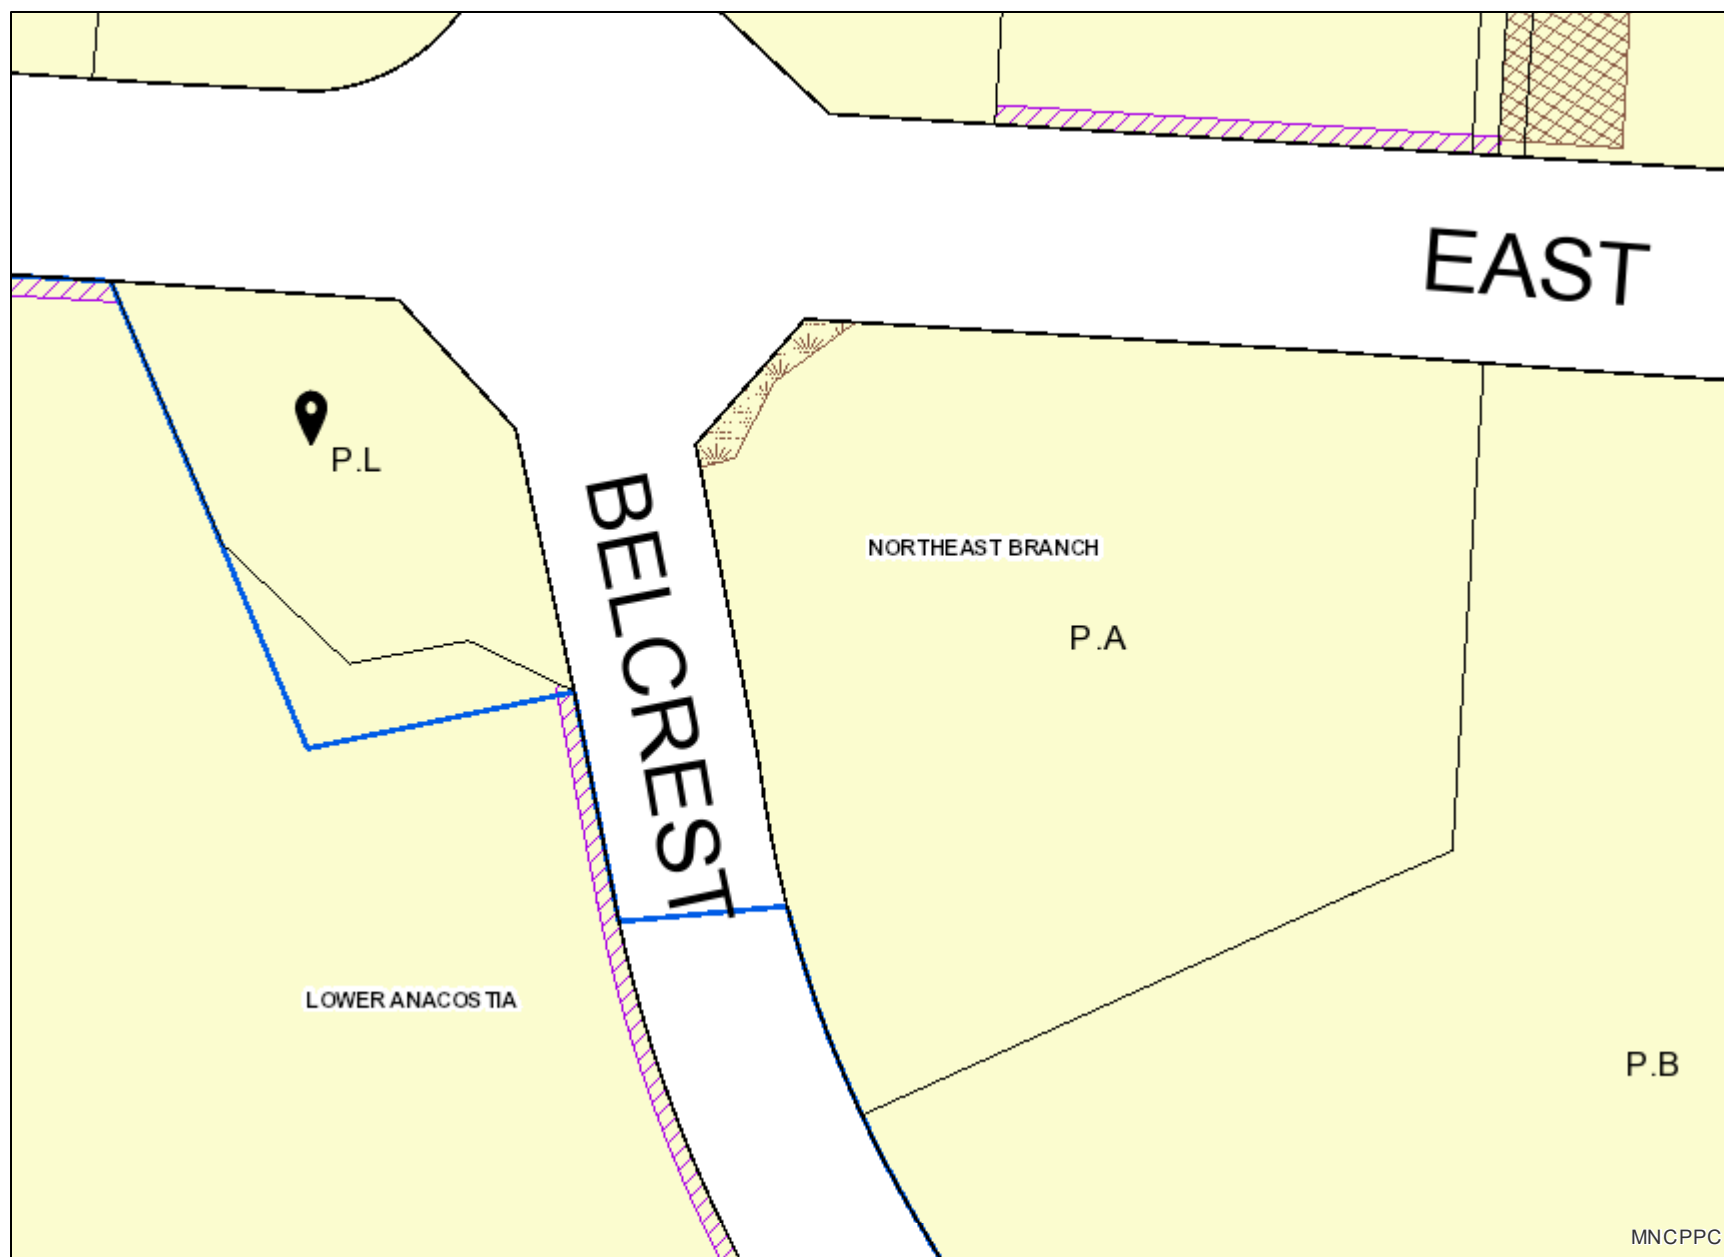 EAST
P.L
BELCREST
NORTHEAST BRANCH
P.A
LOWER ANACOSTIA
P.B
MNCPPC